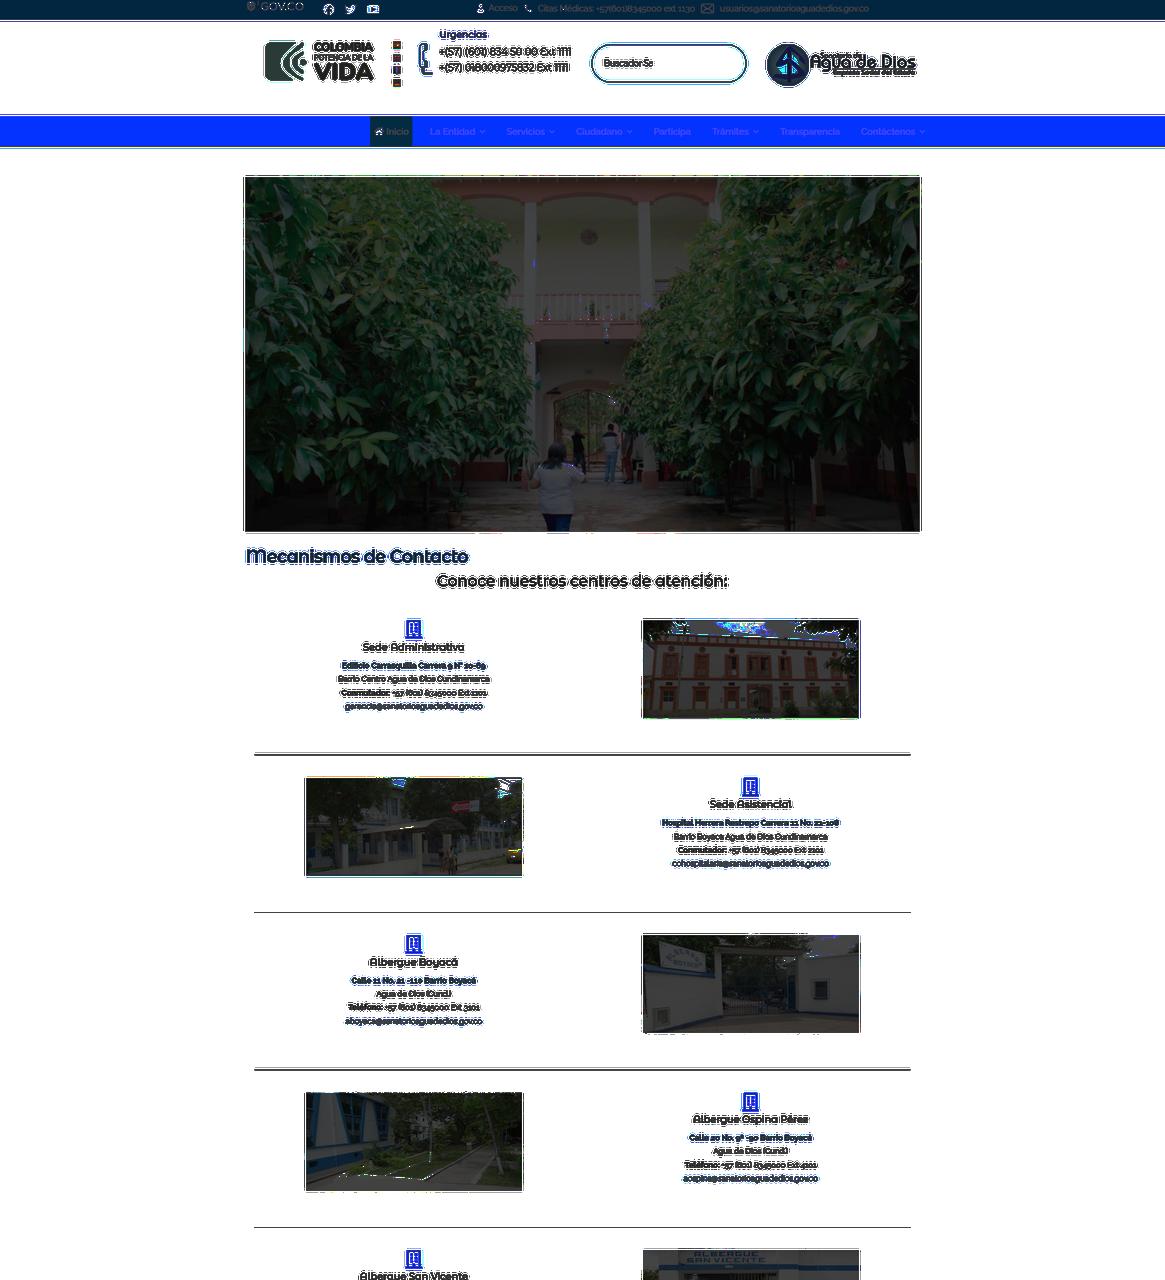 GOV.CO
Acceso
Citas Médicas: +57(601)8345000 ext 1130
usuarios@sanatorioaguadedios.gov.co
COLOMBIA
POTENCIA DE LA
VIDA
Urgencias
+(57) (601) 834 50 00 Ext 1111
+(57) 018000975832 Ext 1111
Buscador Se
Agua de Dios
Inicio
La Entidad
Servicios
Ciudadano
Participa
Trámites
Transparencia
Contáctenos
Mecanismos de Contacto
Conoce nuestros centros de atención:
Sede Administrativa
Edificio Carrasquilla Carrera 9 N° 10-69
Barrio Centro Agua de Dios Cundinamarca
Conmutador: +57 (601) 8345000 Ext 1101
gerencia@sanatorioaguadedios.gov.co
Sede Asistencial
Hospital Herrera Restrepo Carrera 11 No. 21-108
Barrio Boyaca Agua de Dios Cundinamarca
Conmutador: +57 (601) 8345000 Ext 2101
cohospitalaria@sanatorioaguadedios.gov.co
Albergue Boyacá
Calle 11 No. 21 -110 Barrio Boyacá
Agua de Dios (Cund.)
Teléfono: +57 (601) 8345000 Ext 3101
aboyaca@sanatorioaguadedios.gov.co
Albergue Ospina Pérez
Calle 20 No. 9ª -90 Barrio Boyacá
Agua de Dios (Cund.)
Teléfono: +57 (601) 8345000 Ext 4101
aospina@sanatorioaguadedios.gov.co
Albergue San Vicente
ALBERGUE
SAN VICENTE